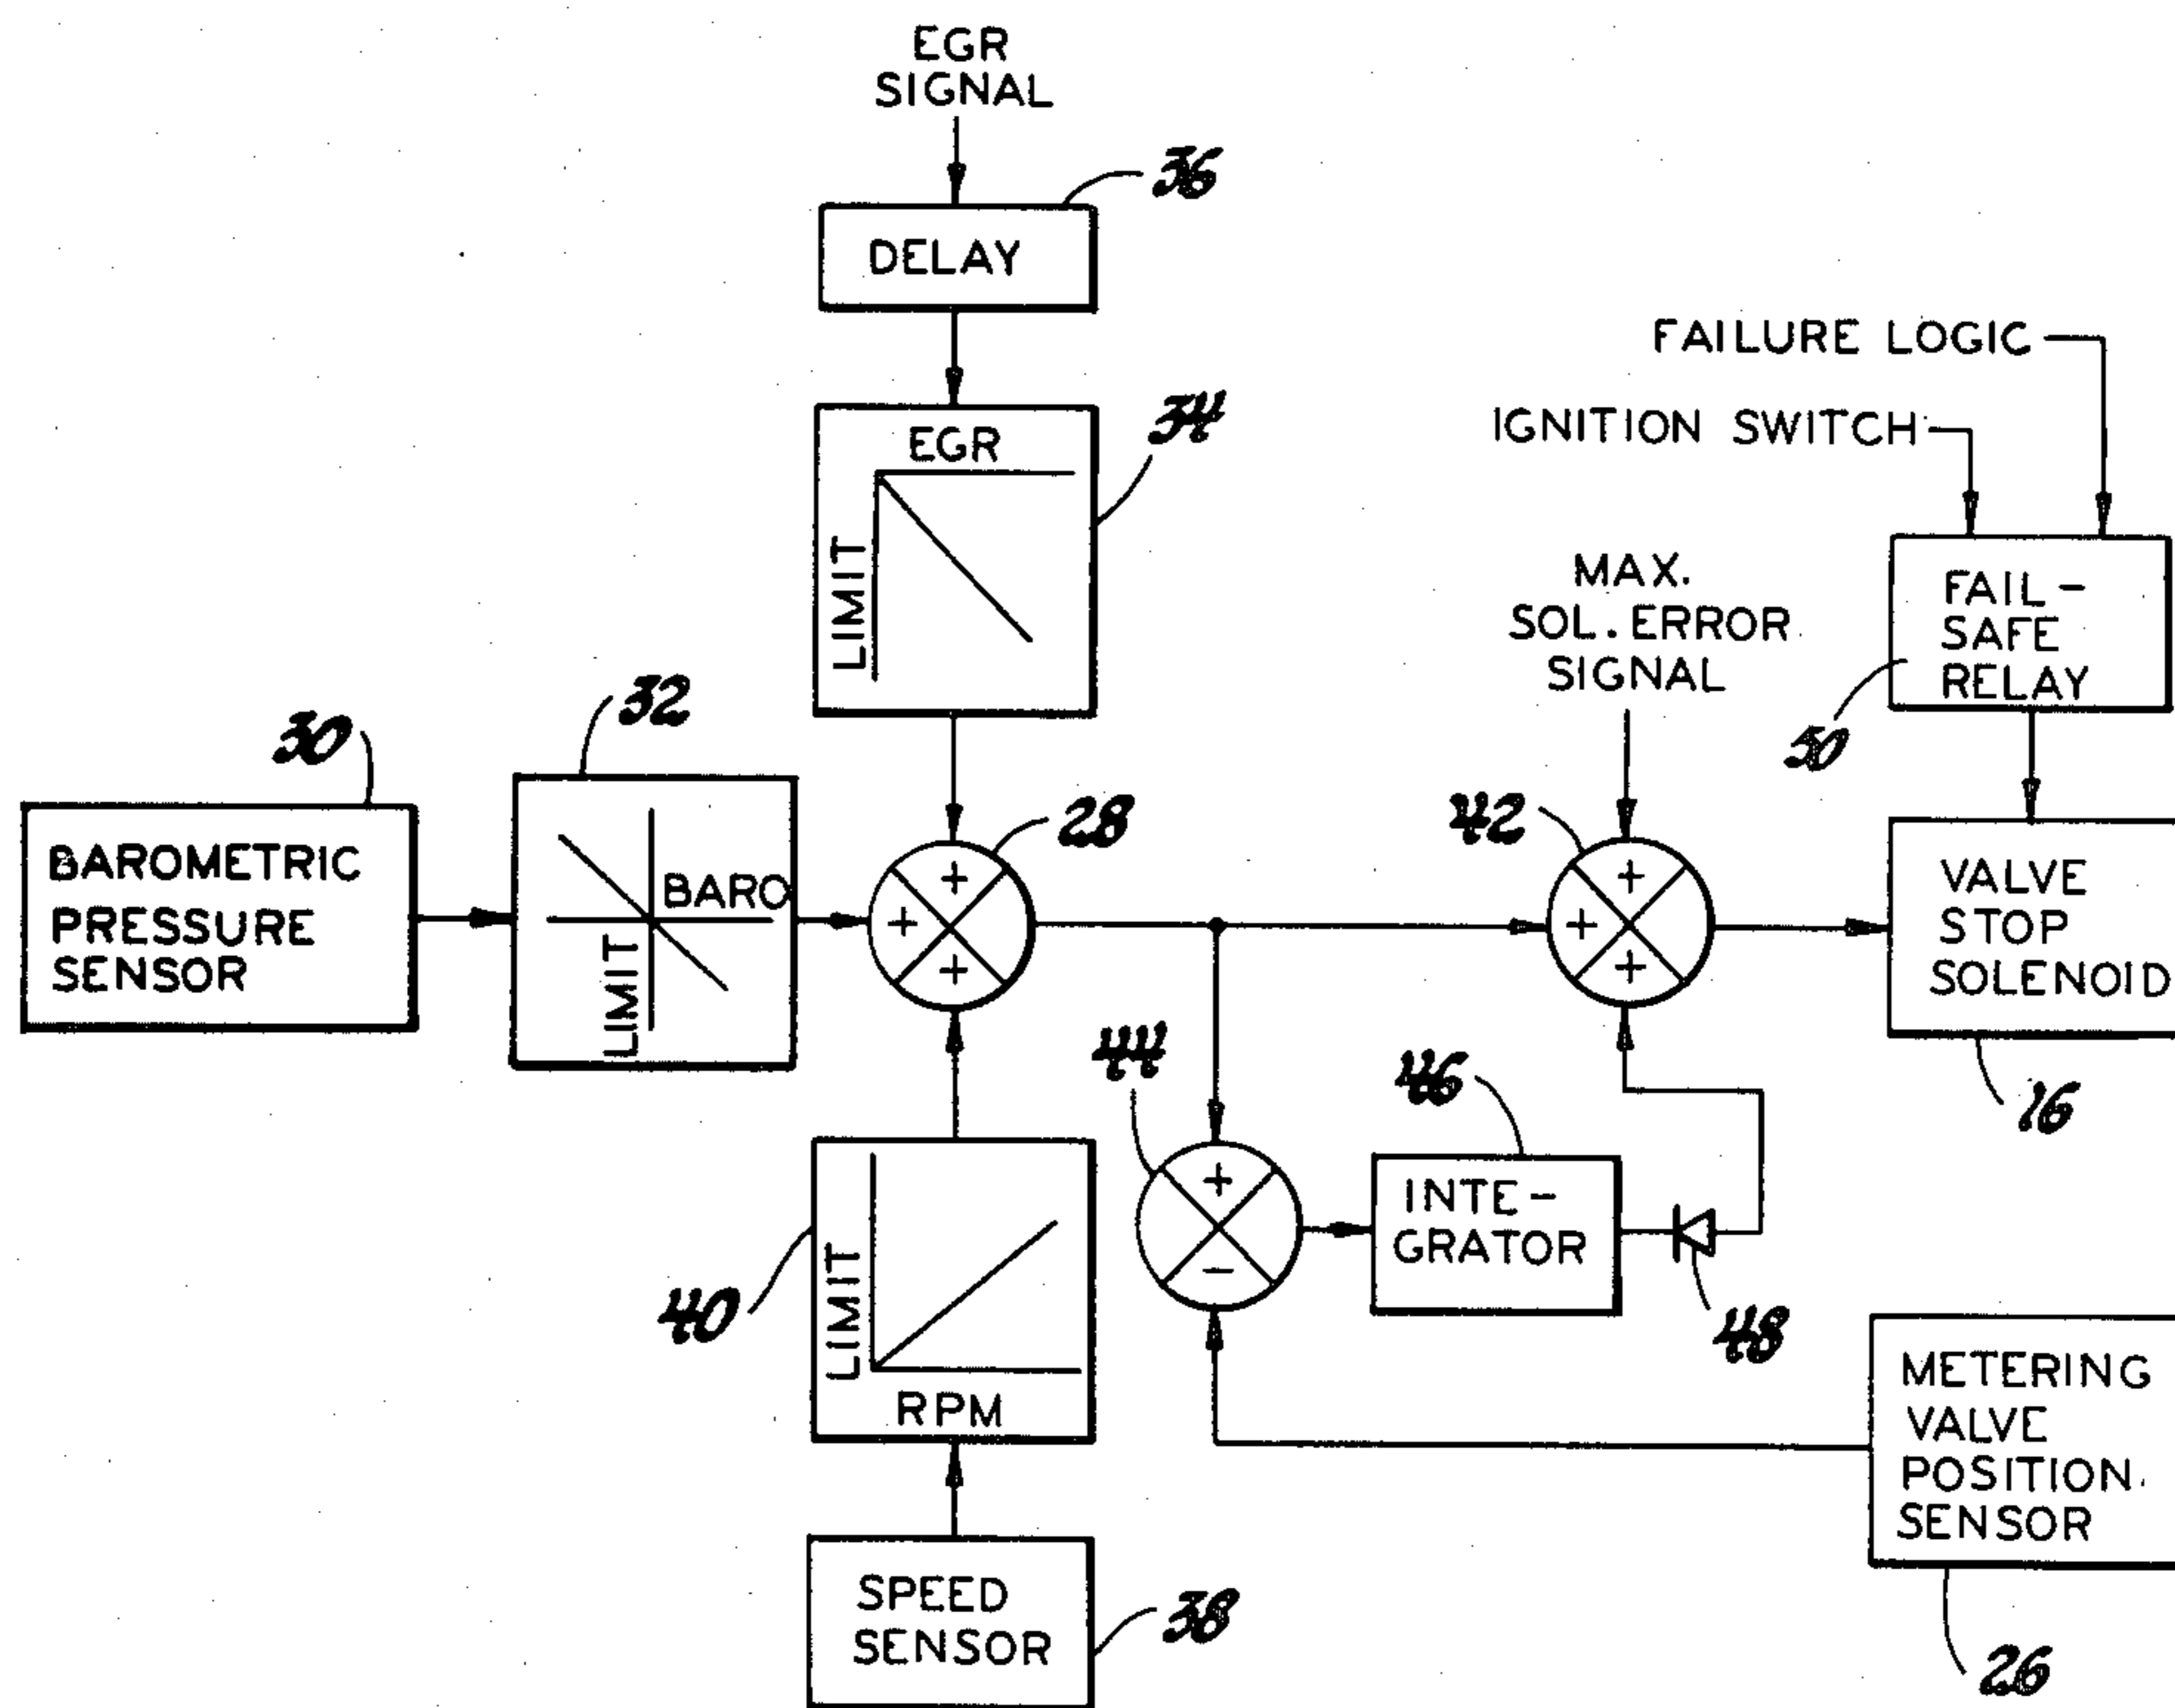 EGR
SIGNAL
36
DELAY
FAILURE LOGIC
IGNITION SWITCH
34
EGR
LIMIT
MAX.
SOL. ERROR
SIGNAL
FAIL-
SAFE
RELAY
50
32
30
BAROMETRIC
PRESSURE
SENSOR
BARO
LIMIT
28
+
+
+
42
+
+
+
VALVE
STOP
SOLENOID
16
44
+
-
46
INTE-
GRATOR
48
40
LIMIT
RPM
METERING
VALVE
POSITION
SENSOR
26
SPEED
SENSOR
38